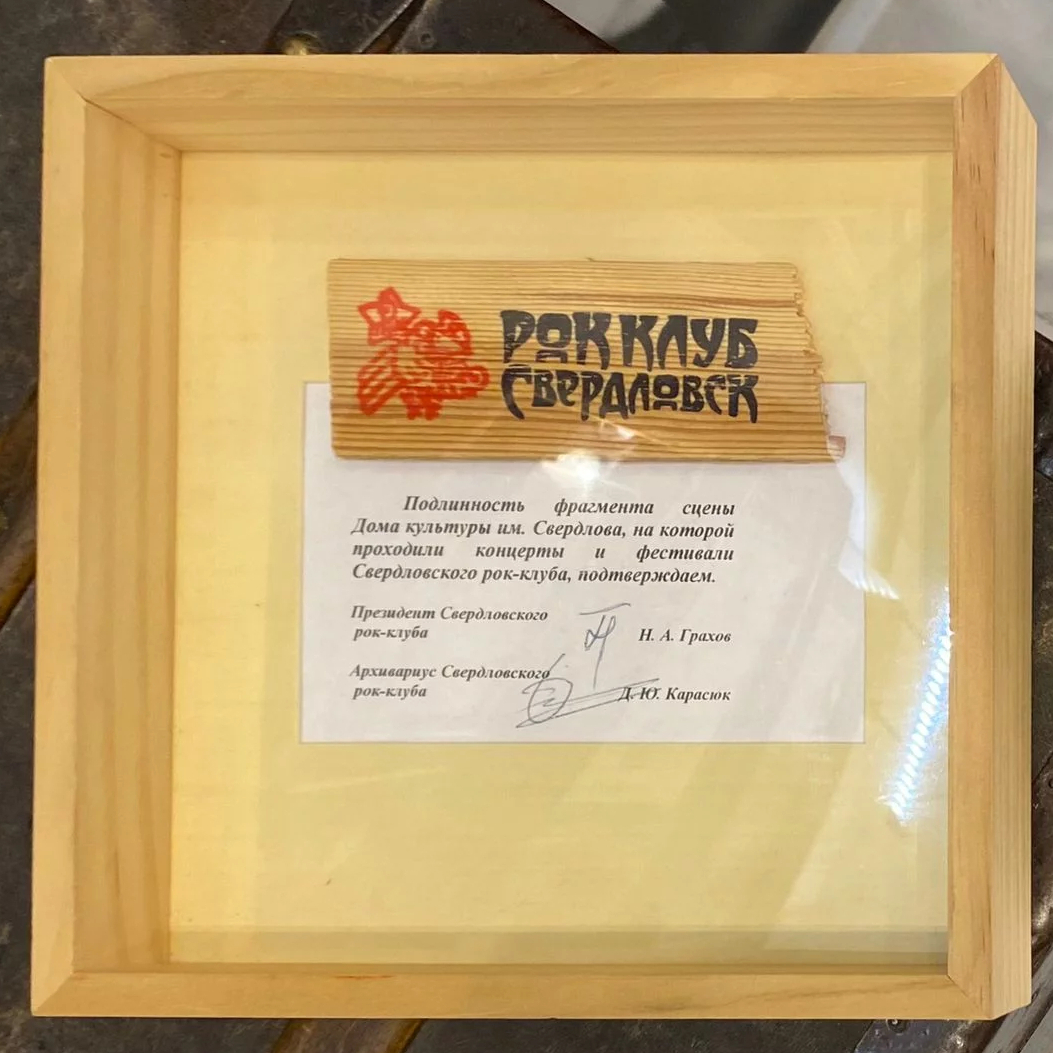 РОК КЛУБ
СВЕРДЛОВСК
Подлинность фрагмента сцены
Дома культуры им. Свердлова, на которой
проходили концерты и фестивали
Свердловского рок-клуба, подтверждаем.
Президент Свердловского
рок-клуба Н. А. Грахов
Архивариус Свердловского
рок-клуба Д. Ю. Карасюк